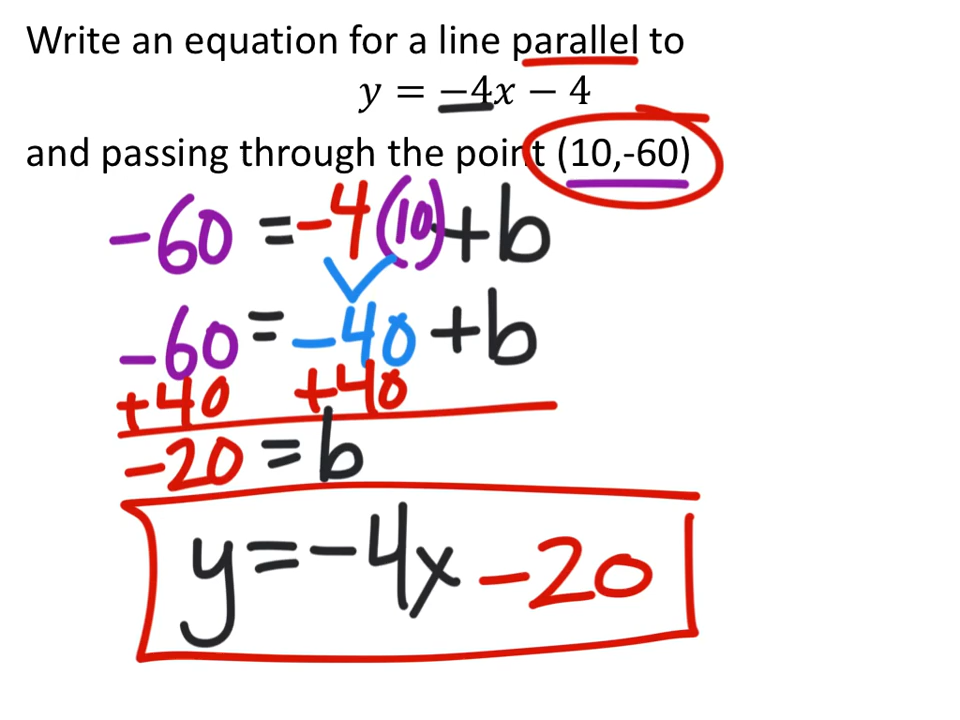 Write an equation for a line parallel to
y = −4x − 4
and passing through the point (10,-60)
-60 = -4(10)+b
-60 = -40 +b
+40 +40
-20 = b
y=-4x -20